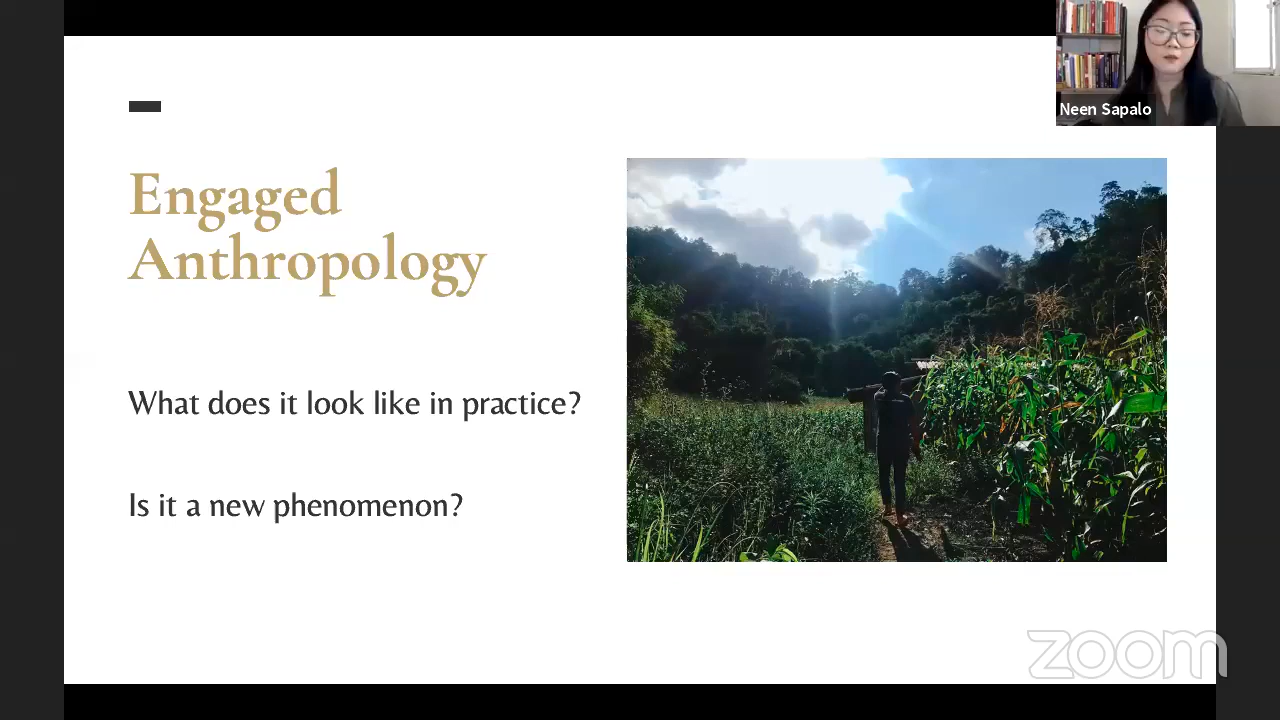 Neen Sapalo
Engaged
Anthropology
What does it look like in practice?
Is it a new phenomenon?
zoom